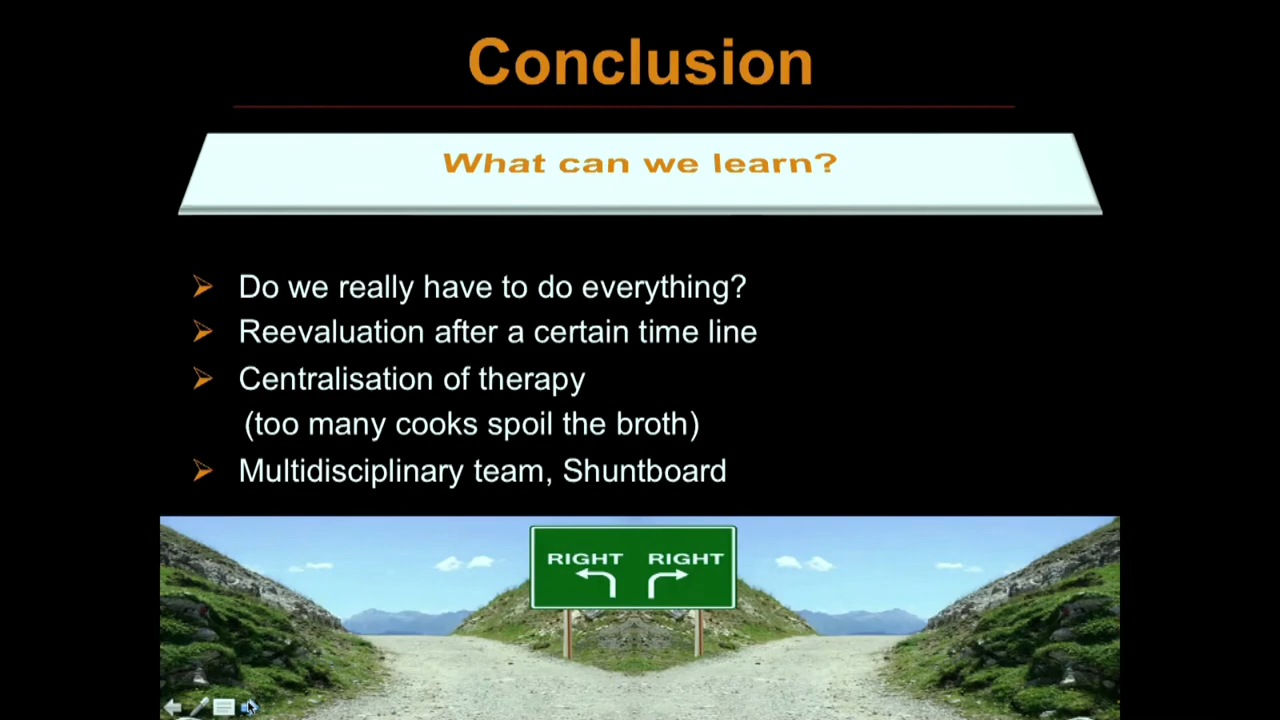 Conclusion
What can we learn?
Do we really have to do everything?
Reevaluation after a certain time line
Centralisation of therapy
(too many cooks spoil the broth)
Multidisciplinary team, Shuntboard
RIGHT RIGHT